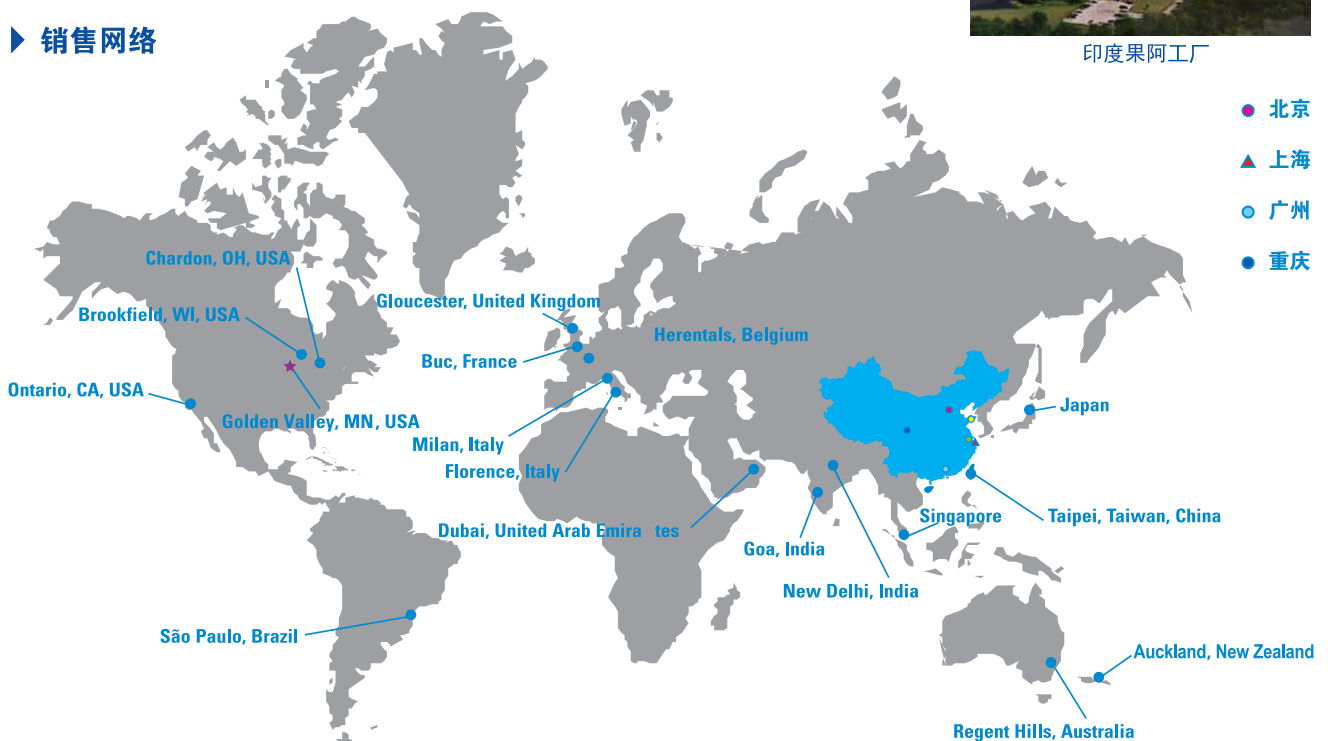 销售网络
印度果阿工厂
北京
上海
广州
重庆
Chardon, OH, USA
Brookfield, WI, USA
Gloucester, United Kingdom
Herentals, Belgium
Buc, France
Ontario, CA, USA
Golden Valley, MN, USA
Japan
Milan, Italy
Florence, Italy
Dubai, United Arab Emira tes
Singapore
Taipei, Taiwan, China
Goa, India
New Delhi, India
São Paulo, Brazil
Auckland, New Zealand
Regent Hills, Australia